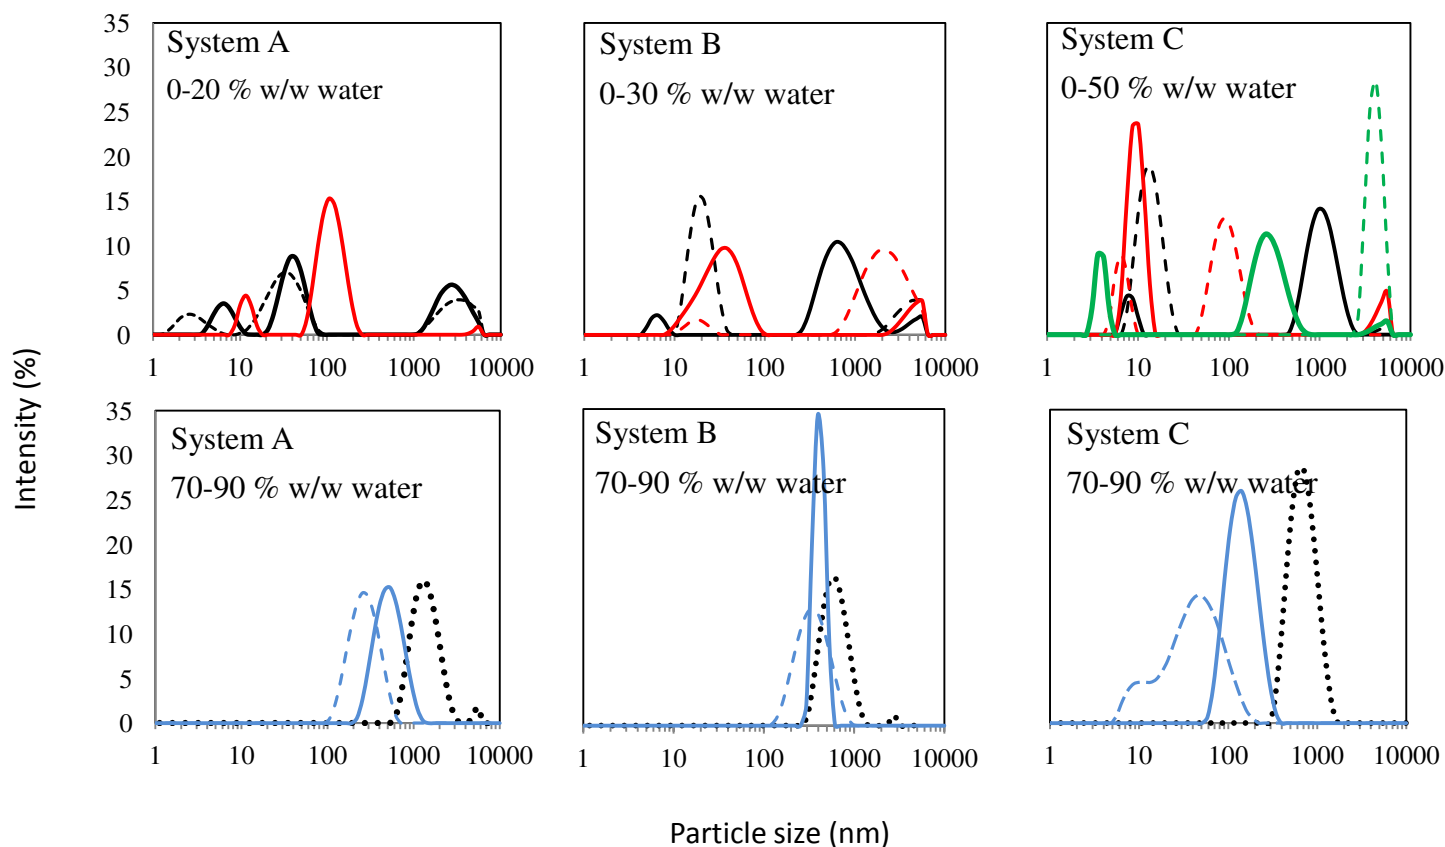 System A
0-20 % w/w water
35
30
25
20
15
10
5
0
1 10 100 1000 10000
System B
0-30 % w/w water
1 10 100 1000 10000
System C
0-50 % w/w water
1 10 100 1000 10000
Intensity (%)
System A
70-90 % w/w water
35
30
25
20
15
10
5
0
1 10 100 1000 10000
System B
70-90 % w/w water
1 10 100 1000 10000
System C
70-90 % w/w water
1 10 100 1000 10000
Particle size (nm)